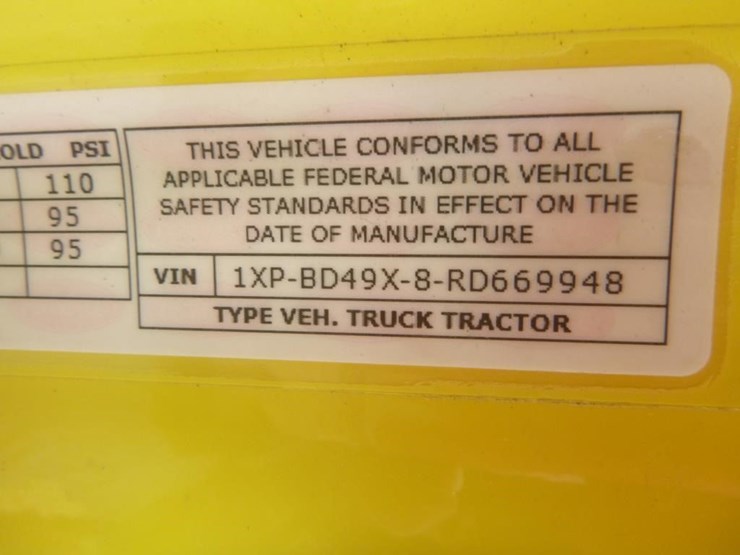 OLD PSI
110
95
95
THIS VEHICLE CONFORMS TO ALL
APPLICABLE FEDERAL MOTOR VEHICLE
SAFETY STANDARDS IN EFFECT ON THE
DATE OF MANUFACTURE
VIN 1XP-BD49X-8-RD669948
TYPE VEH. TRUCK TRACTOR